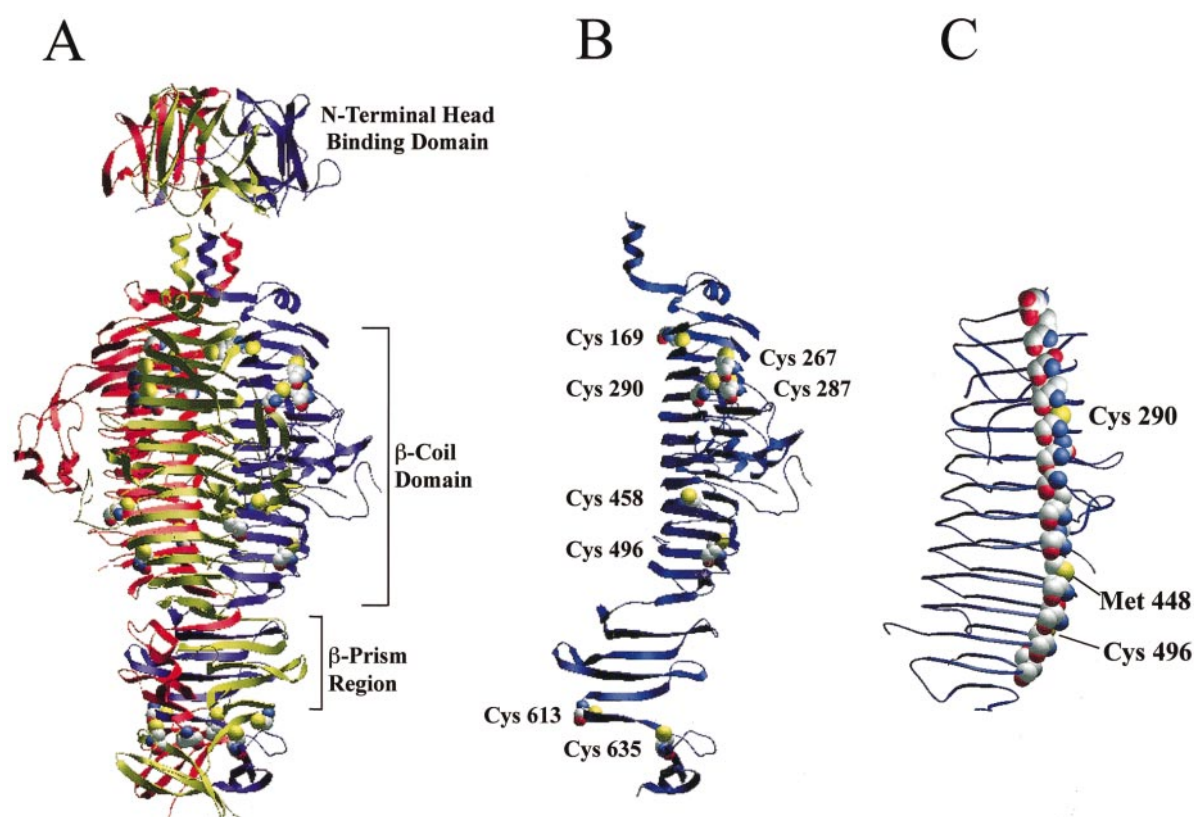 A
B
C
N-Terminal Head
Binding Domain
β-Coil
Domain
β-Prism
Region
Cys 169
Cys 267
Cys 290
Cys 287
Cys 458
Cys 496
Cys 613
Cys 635
Cys 290
Met 448
Cys 496